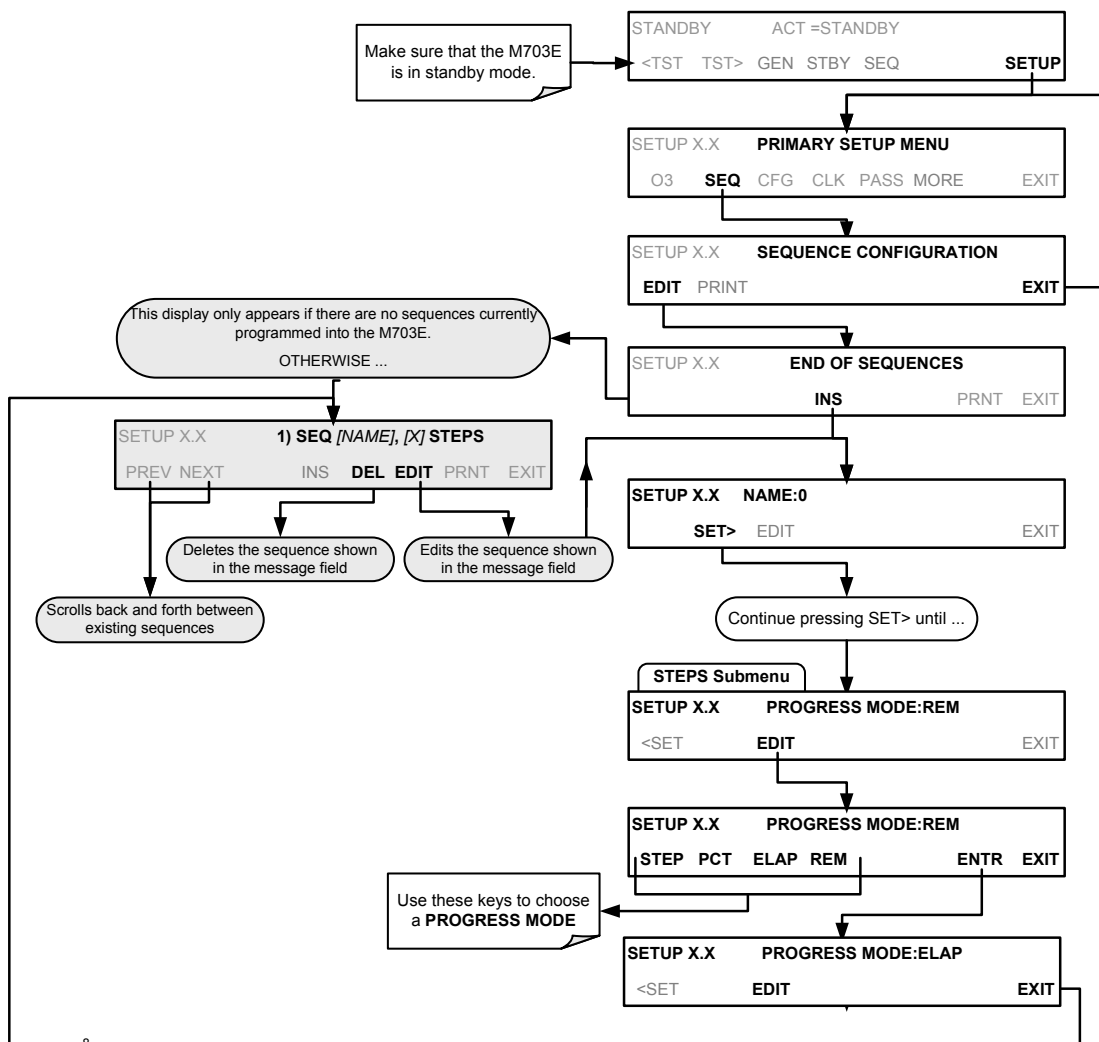 Make sure that the M703E
is in standby mode.
STANDBY ACT =STANDBY
<TST TST> GEN STBY SEQ SETUP
SETUP X.X PRIMARY SETUP MENU
O3 SEQ CFG CLK PASS MORE EXIT
SETUP X.X SEQUENCE CONFIGURATION
EDIT PRINT EXIT
This display only appears if there are no sequences currently
programmed into the M703E.
OTHERWISE ...
SETUP X.X END OF SEQUENCES
INS PRNT EXIT
SETUP X.X 1) SEQ [NAME], [X] STEPS
PREV NEXT INS DEL EDIT PRNT EXIT
Deletes the sequence shown
in the message field
Edits the sequence shown
in the message field
Scrolls back and forth between
existing sequences
SETUP X.X NAME:0
SET> EDIT EXIT
Continue pressing SET> until ...
STEPS Submenu
SETUP X.X PROGRESS MODE:REM
<SET EDIT EXIT
SETUP X.X PROGRESS MODE:REM
STEP PCT ELAP REM ENTR EXIT
Use these keys to choose
a PROGRESS MODE
SETUP X.X PROGRESS MODE:ELAP
<SET EDIT EXIT